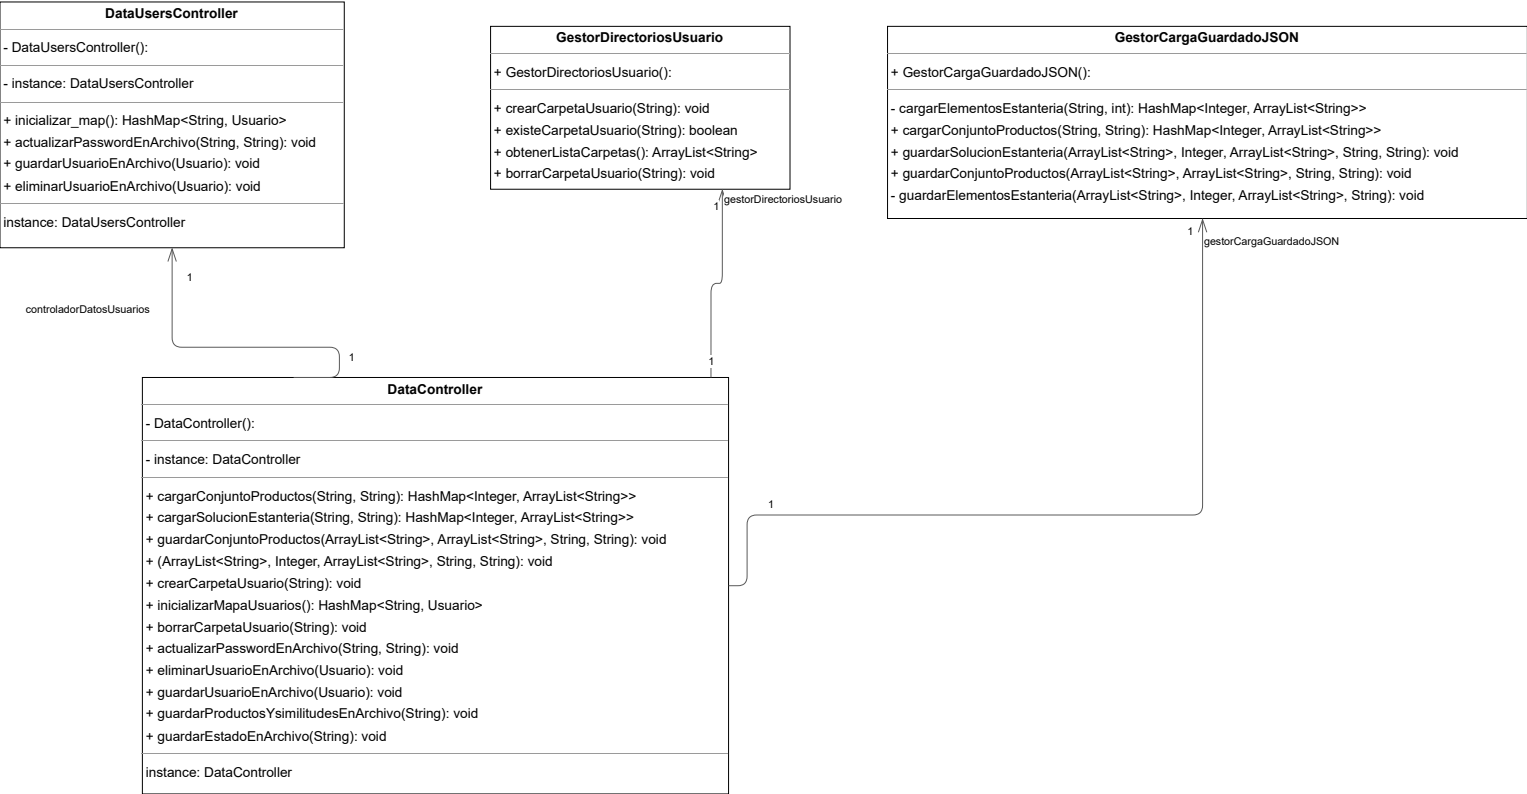 DataUsersController
- DataUsersController():
- instance: DataUsersController
+ inicializar_map(): HashMap<String, Usuario>
+ actualizarPasswordEnArchivo(String, String): void
+ guardarUsuarioEnArchivo(Usuario): void
+ eliminarUsuarioEnArchivo(Usuario): void
instance: DataUsersController
GestorDirectoriosUsuario
+ GestorDirectoriosUsuario():
+ crearCarpetaUsuario(String): void
+ existeCarpetaUsuario(String): boolean
+ obtenerListaCarpetas(): ArrayList<String>
+ borrarCarpetaUsuario(String): void
GestorCargaGuardadoJSON
+ GestorCargaGuardadoJSON():
- cargarElementosEstanteria(String, int): HashMap<Integer, ArrayList<String>>
+ cargarConjuntoProductos(String, String): HashMap<Integer, ArrayList<String>>
+ guardarSolucionEstanteria(ArrayList<String>, Integer, ArrayList<String>, String, String): void
+ guardarConjuntoProductos(ArrayList<String>, ArrayList<String>, String, String): void
- guardarElementosEstanteria(ArrayList<String>, Integer, ArrayList<String>, String): void
1
gestorDirectoriosUsuario
1
gestorCargaGuardadoJSON
1
controladorDatosUsuarios
1
1
DataController
- DataController():
- instance: DataController
+ cargarConjuntoProductos(String, String): HashMap<Integer, ArrayList<String>>
+ cargarSolucionEstanteria(String, String): HashMap<Integer, ArrayList<String>>
+ guardarConjuntoProductos(ArrayList<String>, ArrayList<String>, String, String): void
+ (ArrayList<String>, Integer, ArrayList<String>, String, String): void
+ crearCarpetaUsuario(String): void
+ inicializarMapaUsuarios(): HashMap<String, Usuario>
+ borrarCarpetaUsuario(String): void
+ actualizarPasswordEnArchivo(String, String): void
+ eliminarUsuarioEnArchivo(Usuario): void
+ guardarUsuarioEnArchivo(Usuario): void
+ guardarProductosYsimilitudesEnArchivo(String): void
+ guardarEstadoEnArchivo(String): void
instance: DataController
1